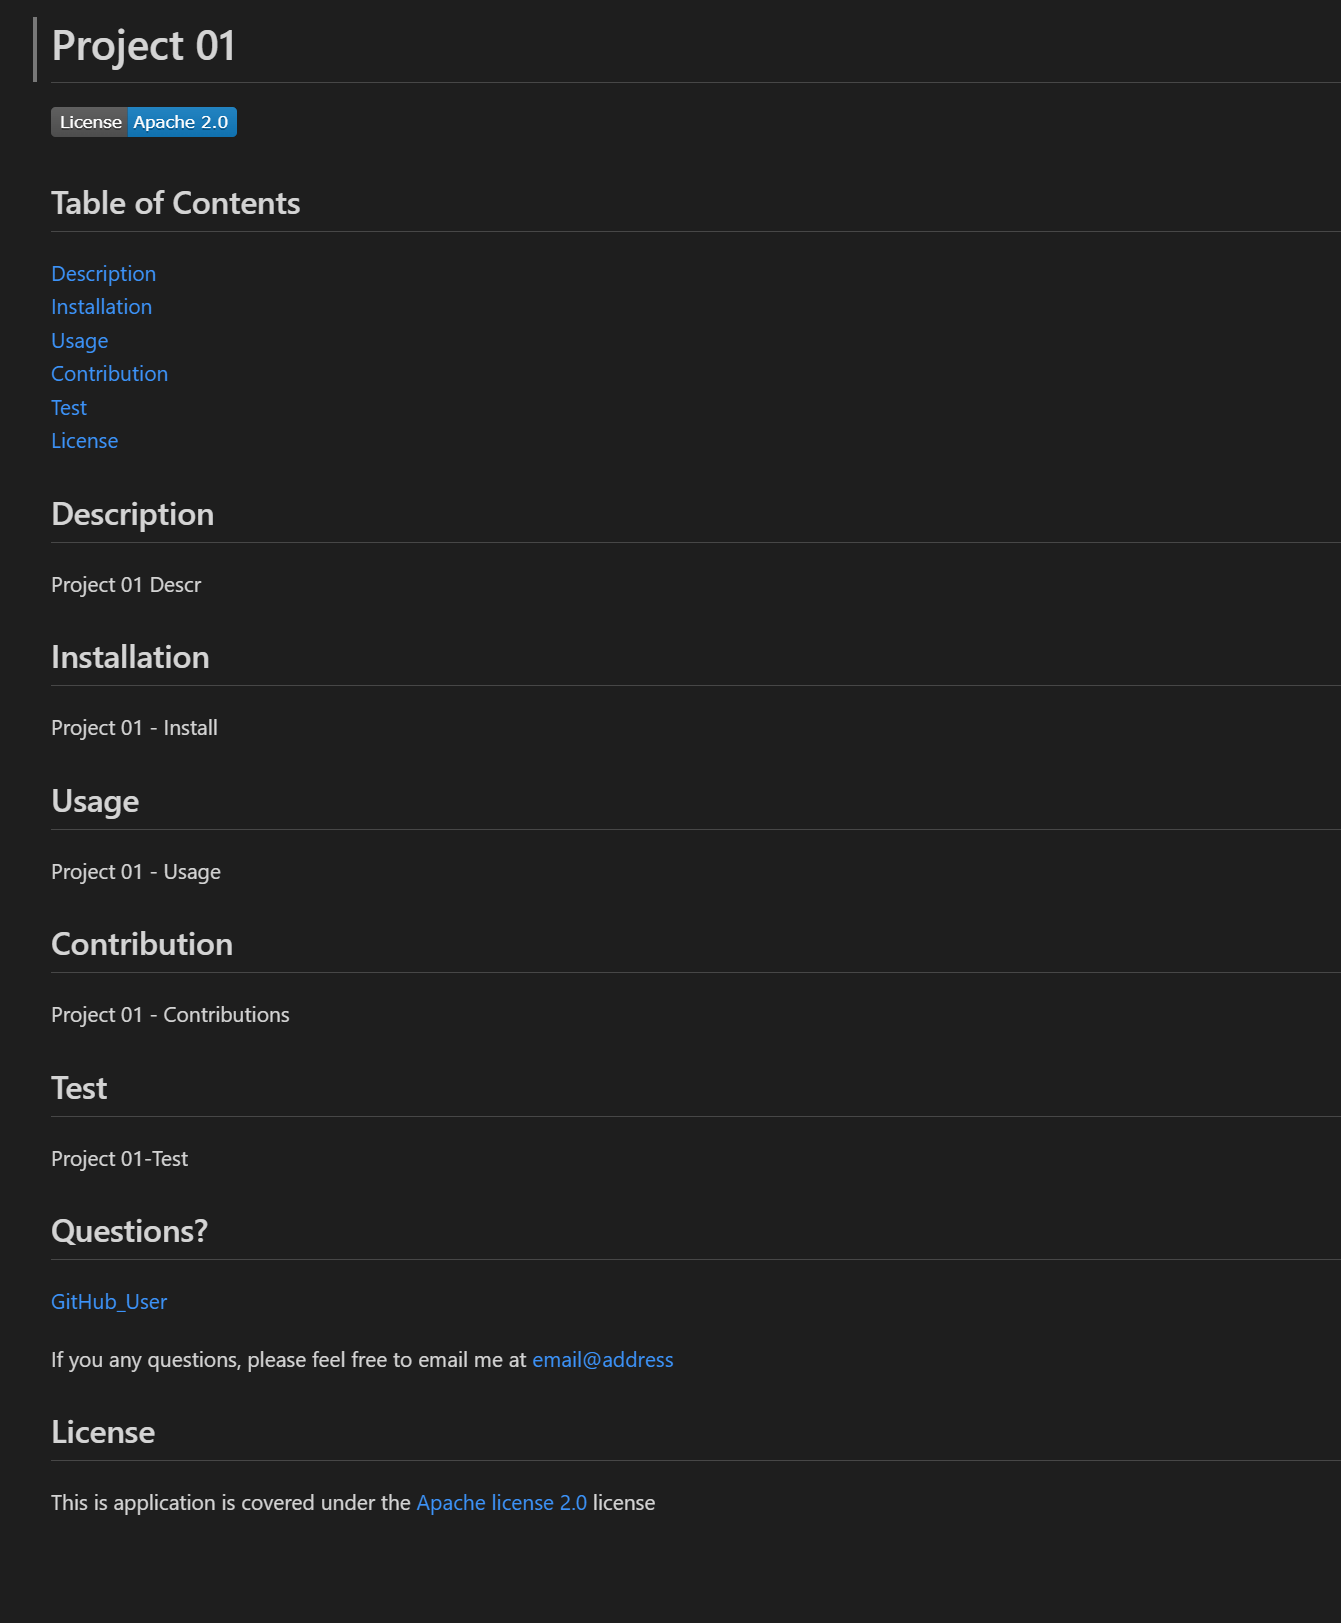 Project 01
License Apache 2.0
Table of Contents
Description
Installation
Usage
Contribution
Test
License
Description
Project 01 Descr
Installation
Project 01 - Install
Usage
Project 01 - Usage
Contribution
Project 01 - Contributions
Test
Project 01-Test
Questions?
GitHub_User
If you any questions, please feel free to email me at email@address
License
This is application is covered under the Apache license 2.0 license